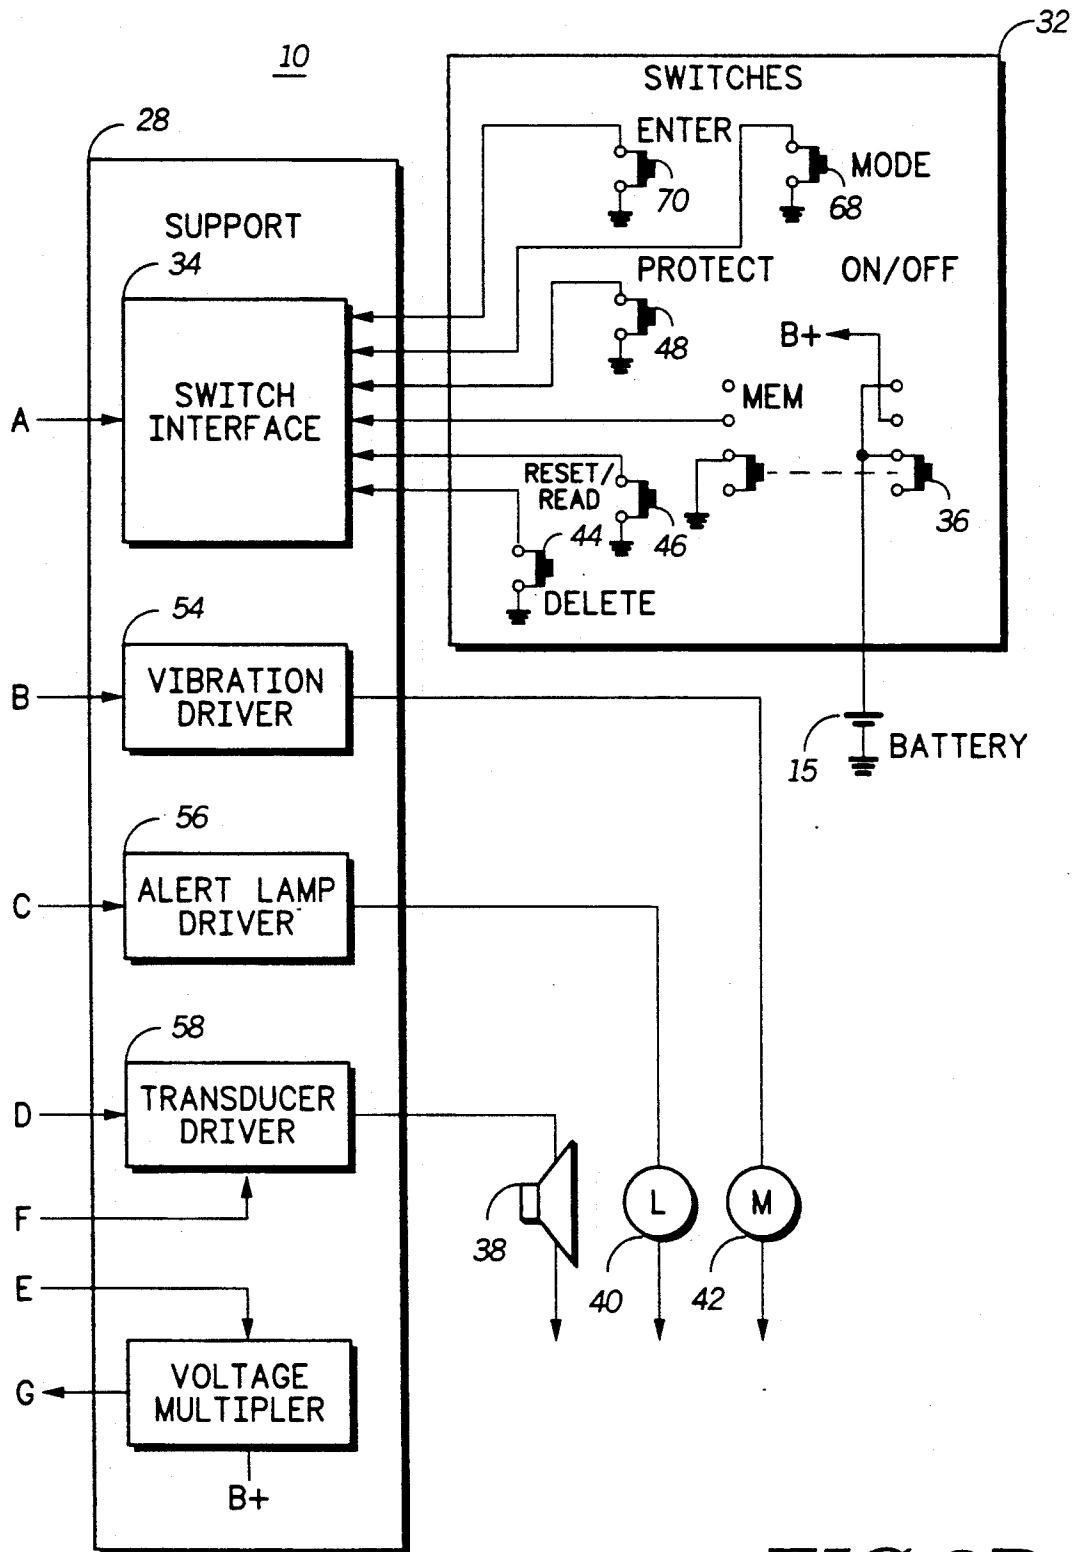 10
32
SWITCHES
28
ENTER
70
MODE
68
SUPPORT
34
PROTECT
ON/OFF
48
B+
SWITCH
INTERFACE
A
MEM
RESET/
READ
46
36
44
DELETE
54
VIBRATION
DRIVER
B
15
BATTERY
56
ALERT LAMP
DRIVER
C
58
TRANSDUCER
DRIVER
D
F
38
L
40
M
42
E
VOLTAGE
MULTIPLER
G
B+